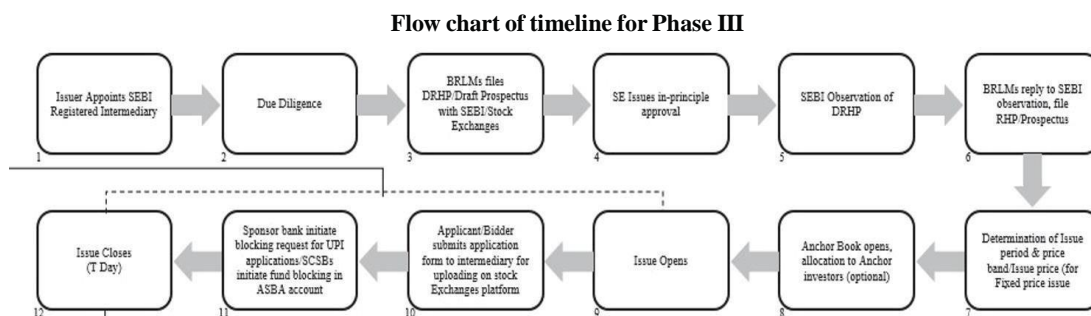 Flow chart of timeline for Phase III
Issuer Appoints SEBI
Registered Intermediary
1
Due Diligence
2
BRLMs files
DRHP/Draft Prospectus
with SEBI/Stock
Exchanges
3
SE Issues in-principle
approval
4
SEBI Observation of
DRHP
5
BRLMs reply to SEBI
observation, file
RHP/Prospectus
6
Determination of Issue
period & price
band/Issue price (for
Fixed price issue
7
Anchor Book opens,
allocation to Anchor
investors (optional)
8
Issue Opens
9
Applicant/Bidder
submits application
form to intermediary for
uploading on stock
Exchanges platform
10
Sponsor bank initiate
blocking request for UPI
applications/SCSBs
initiate fund blocking in
ASBA account
11
Issue Closes
(T Day)
12